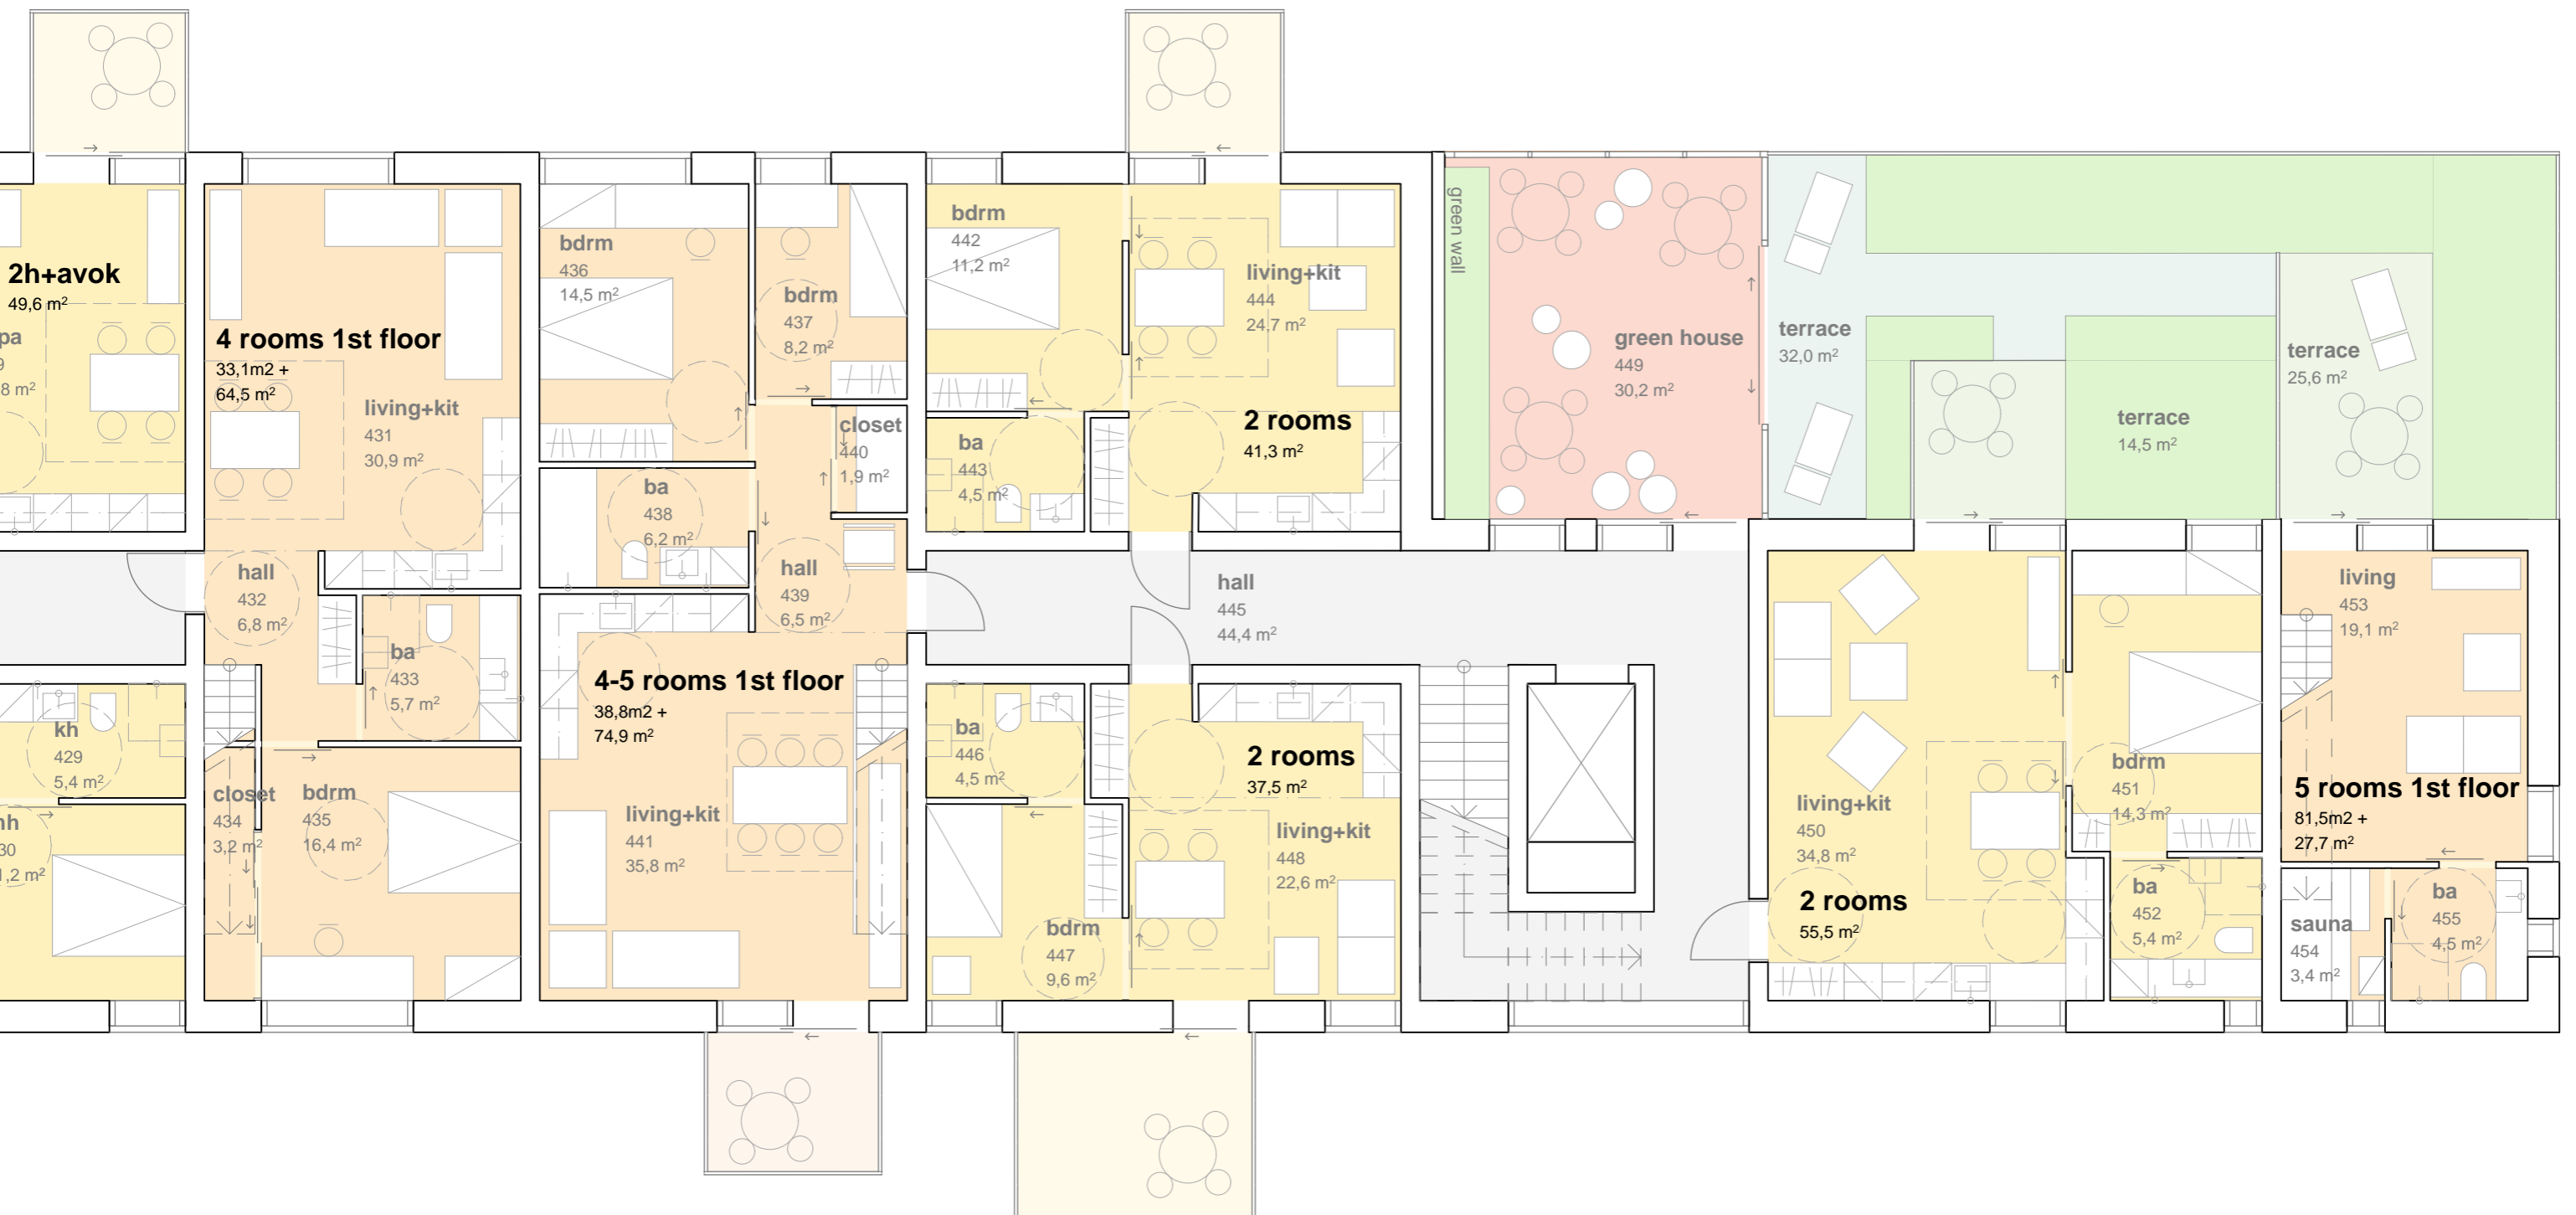 2h+avok
49,6 m²
pa
9
8 m²
kh
429
5,4 m²
nh
30
1,2 m²
4 rooms 1st floor
33,1m2 +
64,5 m²
living+kit
431
30,9 m²
hall
432
6,8 m²
ba
433
5,7 m²
closet
434
3,2 m²
bdrm
435
16,4 m²
bdrm
436
14,5 m²
bdrm
437
8,2 m²
closet
440
1,9 m²
ba
438
6,2 m²
hall
439
6,5 m²
4-5 rooms 1st floor
38,8m2 +
74,9 m²
living+kit
441
35,8 m²
bdrm
442
11,2 m²
living+kit
444
24,7 m²
2 rooms
41,3 m²
ba
443
4,5 m²
hall
445
44,4 m²
ba
446
4,5 m²
2 rooms
37,5 m²
living+kit
448
22,6 m²
bdrm
447
9,6 m²
green wall
green house
449
30,2 m²
terrace
32,0 m²
terrace
14,5 m²
terrace
25,6 m²
living+kit
450
34,8 m²
2 rooms
55,5 m²
bdrm
451
14,3 m²
ba
452
5,4 m²
living
453
19,1 m²
5 rooms 1st floor
81,5m2 +
27,7 m²
sauna
454
3,4 m²
ba
455
4,5 m²